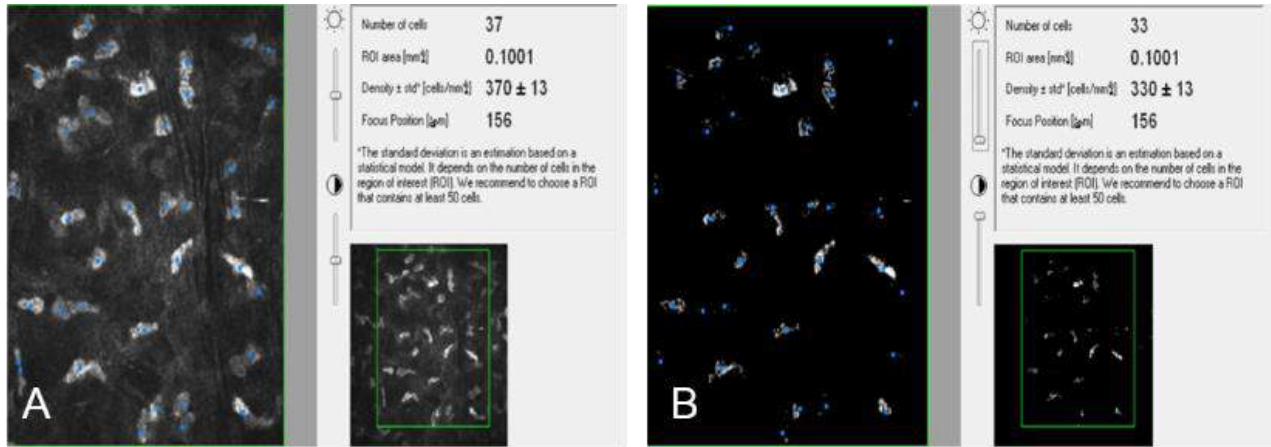 Number of cells 37
ROI area [mm²] 0.1001
Density ± std* [cells/mm²] 370 ± 13
Focus Position [µm] 156
*The standard deviation is an estimation based on a
statistical model. It depends on the number of cells in the
region of interest (ROI). We recommend to choose a ROI
that contains at least 50 cells.
A
Number of cells 33
ROI area [mm²] 0.1001
Density ± std* [cells/mm²] 330 ± 13
Focus Position [µm] 156
*The standard deviation is an estimation based on a
statistical model. It depends on the number of cells in the
region of interest (ROI). We recommend to choose a ROI
that contains at least 50 cells.
B